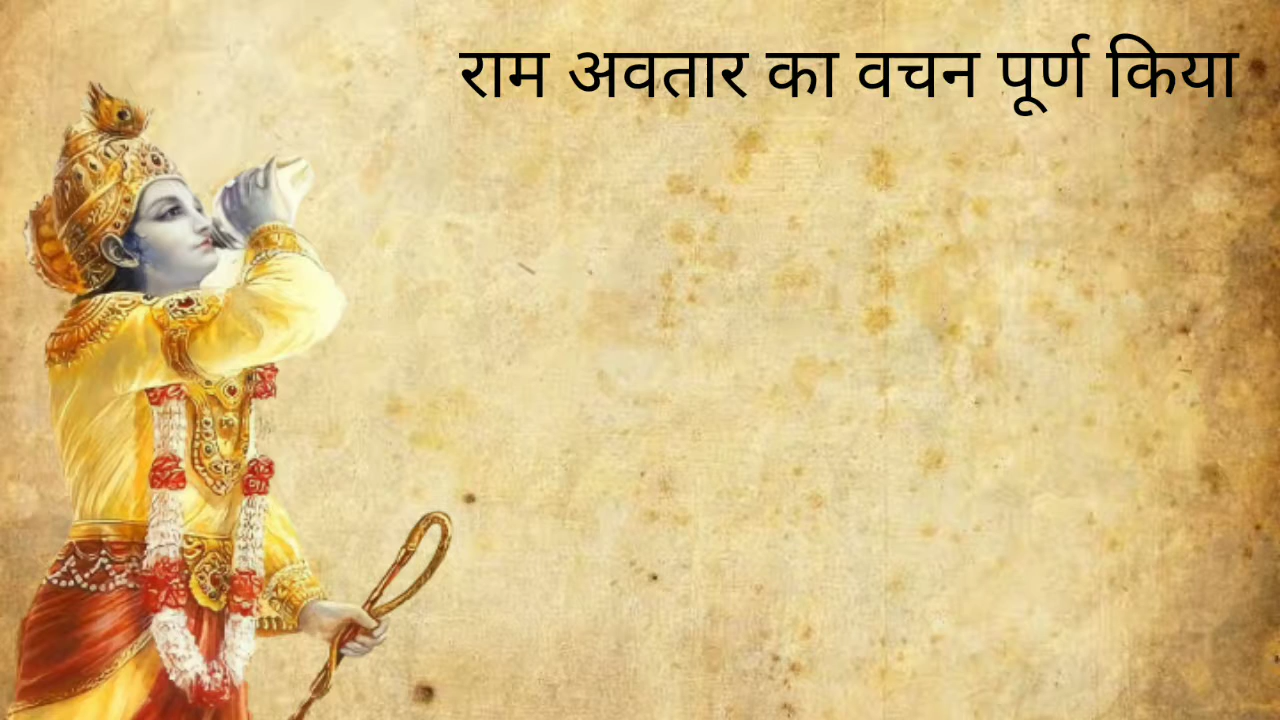 राम अवतार का वचन पूर्ण किया